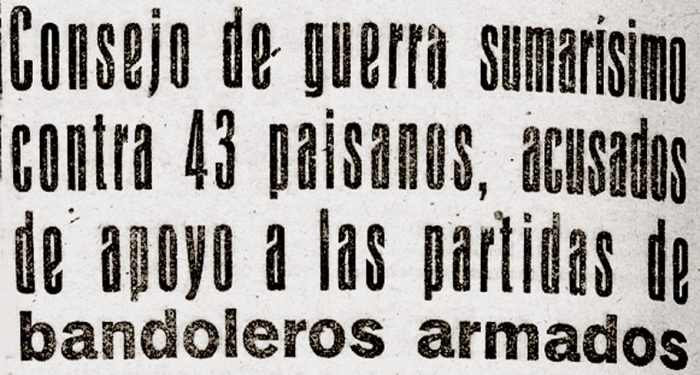 Consejo de guerra sumarísimo
contra 43 paisanos, acusados
de apoyo a las partidas de
bandoleros armados